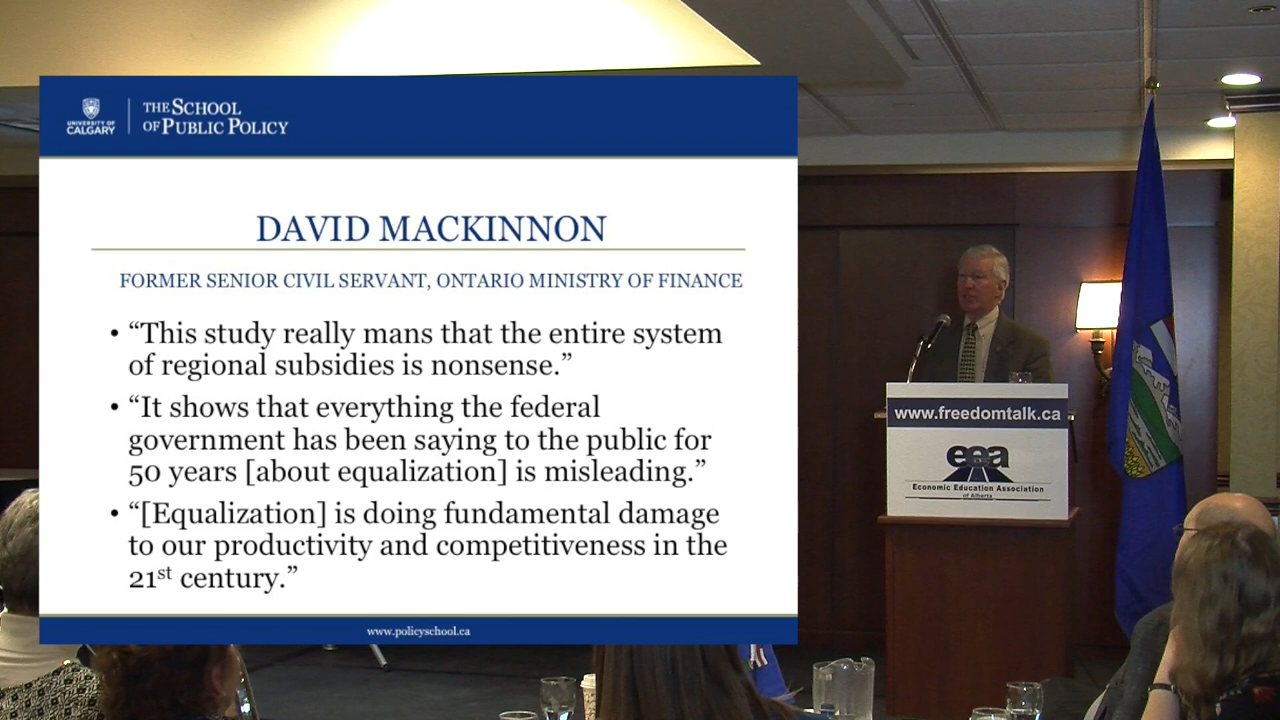 UNIVERSITY OF
CALGARY
THE SCHOOL
OF PUBLIC POLICY
DAVID MACKINNON
FORMER SENIOR CIVIL SERVANT, ONTARIO MINISTRY OF FINANCE
• “This study really mans that the entire system
of regional subsidies is nonsense.”
• “It shows that everything the federal
government has been saying to the public for
50 years [about equalization] is misleading.”
• “[Equalization] is doing fundamental damage
to our productivity and competitiveness in the
21st century.”
www.policyschool.ca
www.freedomtalk.ca
eea
Economic Education Association
of Alberta